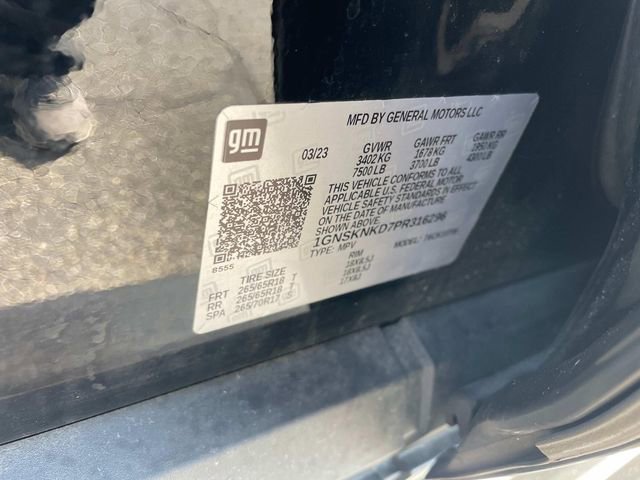 gm
MFD BY GENERAL MOTORS LLC
03/23 GVWR GAWR FRT GAWR RR
3402 KG 1678 KG 1950 KG
7500 LB 3700 LB 4300 LB
THIS VEHICLE CONFORMS TO ALL
APPLICABLE U.S. FEDERAL MOTOR
VEHICLE SAFETY STANDARDS IN EFFECT
ON THE DATE OF MANUFACTURE
SHOWN ABOVE.
1GNSKNKD7PR316296
TYPE: MPV MODEL:
8555
TIRE SIZE RIM
FRT 265/65R18 T 18X8.5J
RR 265/65R18 T 18X8.5J
SPA 265/70R17 S 17X8J